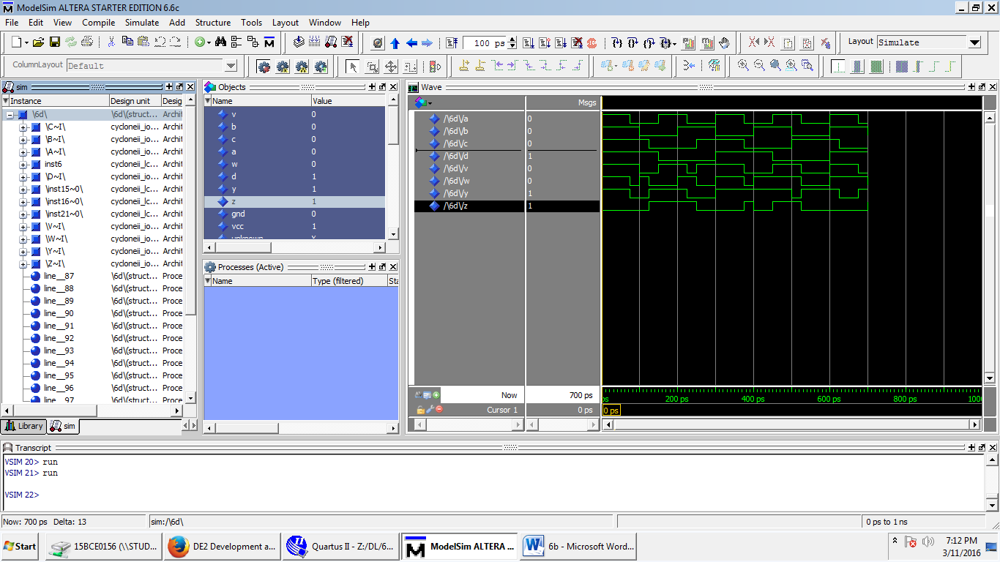 ModelSim ALTERA STARTER EDITION 6.6c
File Edit View Compile Simulate Add Structure Tools Layout Window Help
100 ps
Layout Simulate
ColumnLayout Default
sim
Instance Design unit Desig
\6d\ \6d\(struct... Archit
\C~I\ cycloneii_io... Archit
\B~I\ cycloneii_io... Archit
\A~I\ cycloneii_io... Archit
inst6 cycloneii_lc... Archit
\D~I\ cycloneii_io... Archit
\inst15~0\ cycloneii_lc... Archit
\inst16~0\ cycloneii_lc... Archit
\inst21~0\ cycloneii_lc... Archit
\V~I\ cycloneii_io... Archit
\W~I\ cycloneii_io... Archit
\Y~I\ cycloneii_io... Archit
\Z~I\ cycloneii_io... Archit
line__87 \6d\(struct... Proce
line__88 \6d\(struct... Proce
line__89 \6d\(struct... Proce
line__90 \6d\(struct... Proce
line__91 \6d\(struct... Proce
line__92 \6d\(struct... Proce
line__93 \6d\(struct... Proce
line__94 \6d\(struct... Proce
line__95 \6d\(struct... Proce
line__96 \6d\(struct... Proce
line__97 \6d\(struct... Proce
Library sim
Objects
Name Value
v 0
b 0
c 0
a 0
w 0
d 1
y 1
z 1
gnd 0
vcc 1
unknown X
Processes (Active)
Name Type (filtered) Sta
Wave
Msgs
/\6d\/a 0
/\6d\/b 0
/\6d\/c 0
/\6d\/d 1
/\6d\/v 0
/\6d\/w 0
/\6d\/y 1
/\6d\/z 1
Now 700 ps
ps 200 ps 400 ps 600 ps 800 ps 1000
Cursor 1 0 ps
0 ps
Transcript
VSIM 20> run
VSIM 21> run
VSIM 22>
Now: 700 ps Delta: 13
sim:/\6d\
0 ps to 1 ns
Start
15BCE0156 (\\STUD...
DE2 Development a...
Quartus II - Z:/DL/6...
ModelSim ALTERA ...
6b - Microsoft Word...
7:12 PM
3/11/2016